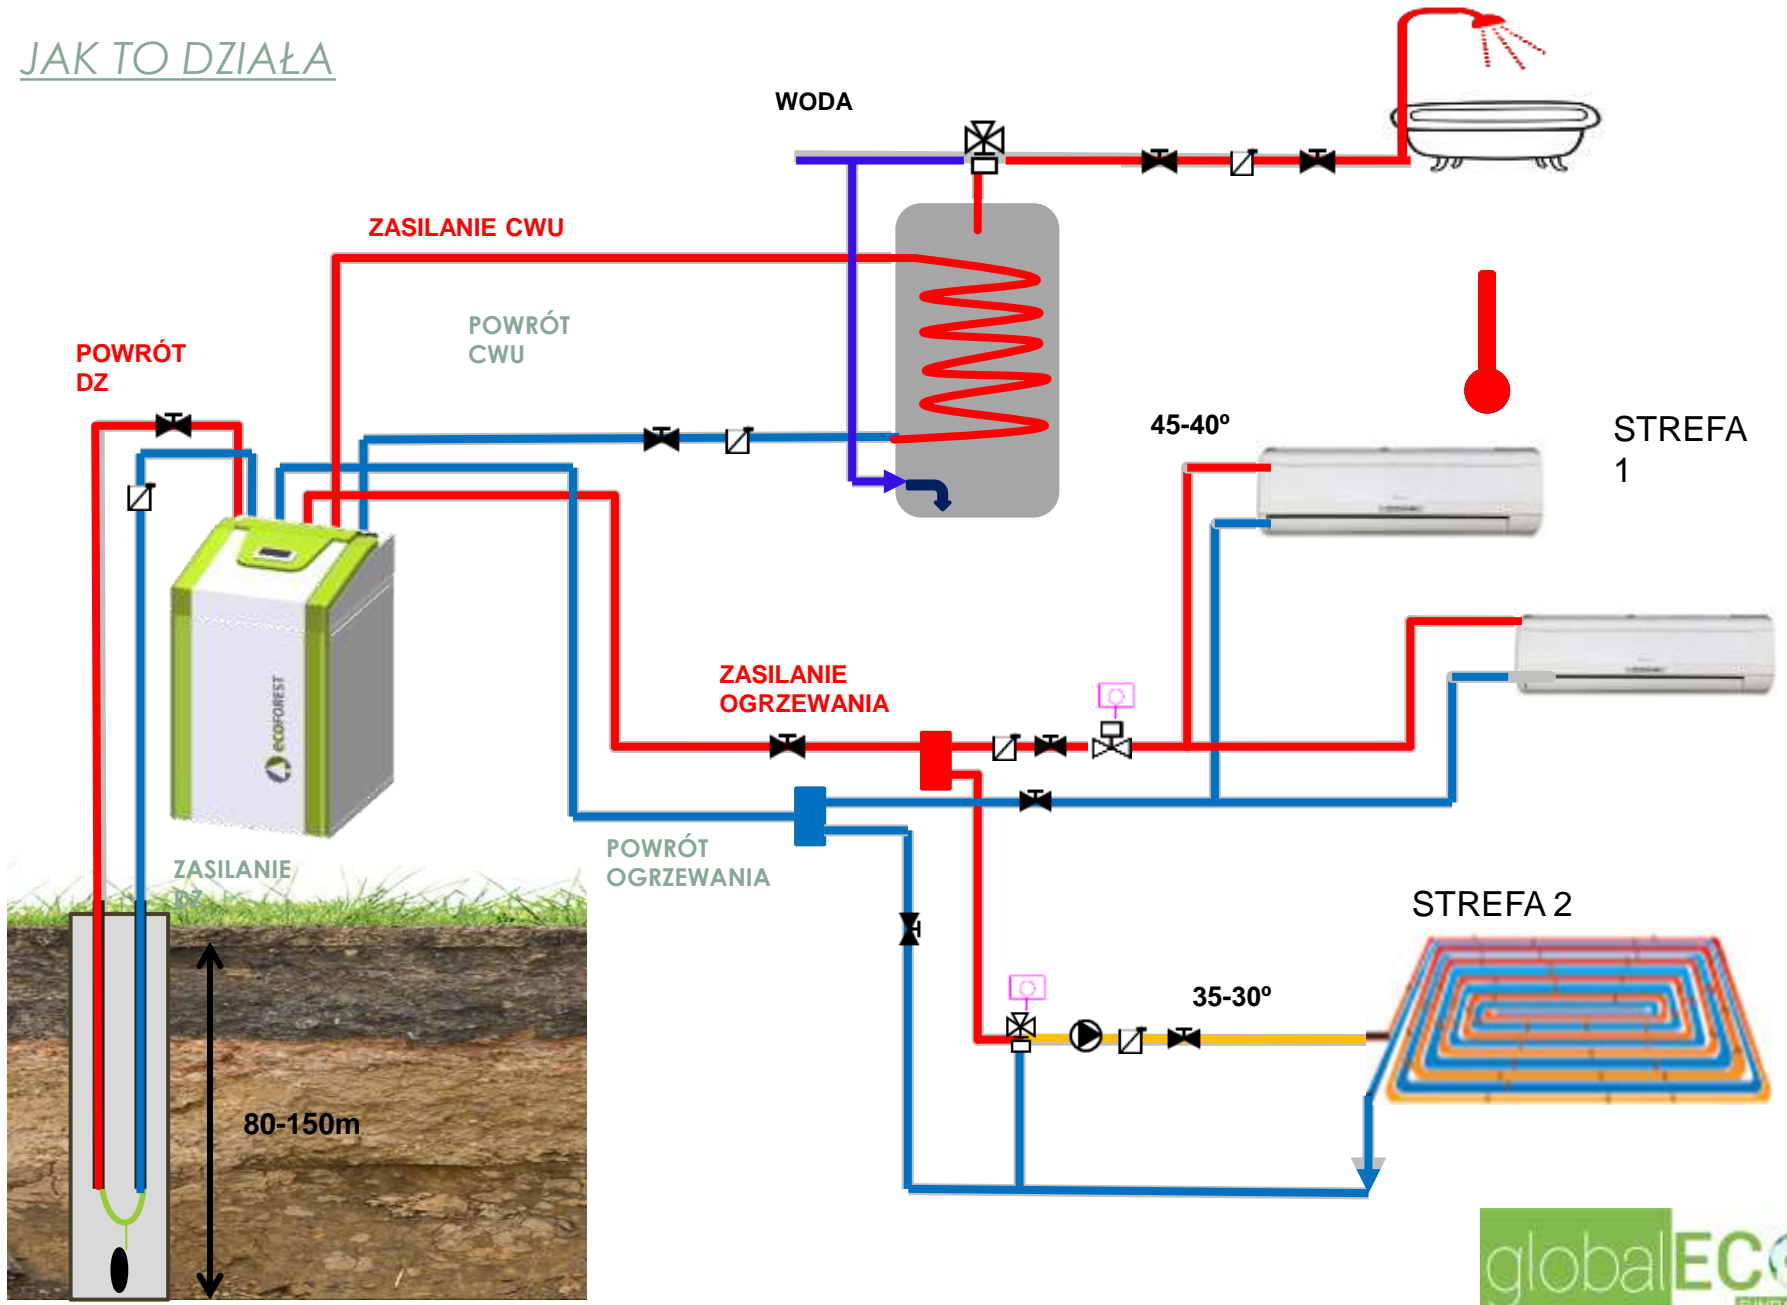 JAK TO DZIAŁA
WODA
ZASILANIE CWU
POWRÓT
CWU
POWRÓT
DZ
45-40º
STREFA
1
ecoFOREST
ZASILANIE
OGRZEWANIA
POWRÓT
OGRZEWANIA
ZASILANIE
DZ
STREFA 2
35-30º
80-150m
globalECO